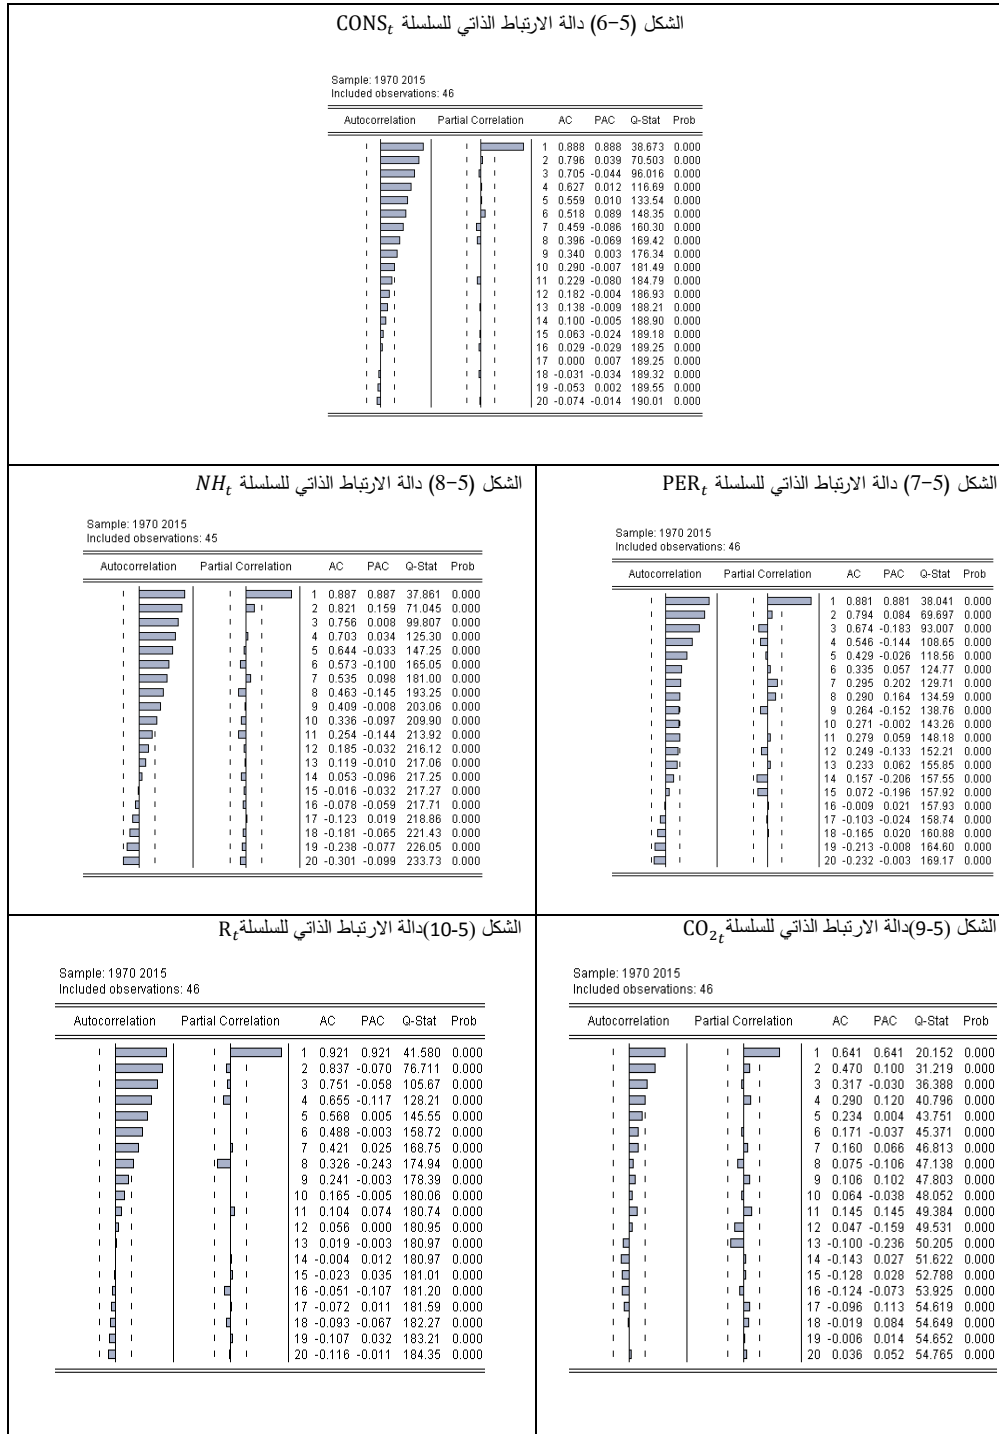 الشكل (5-6) دالة الارتباط الذاتي للسلسلة CONSₜ
Sample: 1970 2015
Included observations: 46
Autocorrelation Partial Correlation AC PAC Q-Stat Prob
1 0.888 0.888 38.673 0.000
2 0.796 0.039 70.503 0.000
3 0.705 -0.044 96.016 0.000
4 0.627 0.012 116.69 0.000
5 0.559 0.010 133.54 0.000
6 0.518 0.089 148.35 0.000
7 0.459 -0.086 160.30 0.000
8 0.396 -0.069 169.42 0.000
9 0.340 0.003 176.34 0.000
10 0.290 -0.007 181.49 0.000
11 0.229 -0.080 184.79 0.000
12 0.182 -0.004 186.93 0.000
13 0.138 -0.009 188.21 0.000
14 0.100 -0.005 188.90 0.000
15 0.063 -0.024 189.18 0.000
16 0.029 -0.029 189.25 0.000
17 0.000 0.007 189.25 0.000
18 -0.031 -0.034 189.32 0.000
19 -0.053 0.002 189.55 0.000
20 -0.074 -0.014 190.01 0.000
الشكل (5-7) دالة الارتباط الذاتي للسلسلة PERₜ
Sample: 1970 2015
Included observations: 46
Autocorrelation Partial Correlation AC PAC Q-Stat Prob
1 0.881 0.881 38.041 0.000
2 0.794 0.084 69.697 0.000
3 0.674 -0.183 93.007 0.000
4 0.546 -0.144 108.65 0.000
5 0.429 -0.026 118.56 0.000
6 0.335 0.057 124.77 0.000
7 0.295 0.202 129.71 0.000
8 0.290 0.164 134.59 0.000
9 0.264 -0.152 138.76 0.000
10 0.271 -0.002 143.26 0.000
11 0.279 0.059 148.18 0.000
12 0.249 -0.133 152.21 0.000
13 0.233 0.062 155.85 0.000
14 0.157 -0.206 157.55 0.000
15 0.072 -0.196 157.92 0.000
16 -0.009 0.021 157.93 0.000
17 -0.103 -0.024 158.74 0.000
18 -0.165 0.020 160.88 0.000
19 -0.213 -0.008 164.60 0.000
20 -0.232 -0.003 169.17 0.000
الشكل (5-8) دالة الارتباط الذاتي للسلسلة NHₜ
Sample: 1970 2015
Included observations: 45
Autocorrelation Partial Correlation AC PAC Q-Stat Prob
1 0.887 0.887 37.861 0.000
2 0.821 0.159 71.045 0.000
3 0.756 0.008 99.807 0.000
4 0.703 0.034 125.30 0.000
5 0.644 -0.033 147.25 0.000
6 0.573 -0.100 165.05 0.000
7 0.535 0.098 181.00 0.000
8 0.463 -0.145 193.25 0.000
9 0.409 -0.008 203.06 0.000
10 0.336 -0.097 209.90 0.000
11 0.254 -0.144 213.92 0.000
12 0.185 -0.032 216.12 0.000
13 0.119 -0.010 217.06 0.000
14 0.053 -0.096 217.25 0.000
15 -0.016 -0.032 217.27 0.000
16 -0.078 -0.059 217.71 0.000
17 -0.123 0.019 218.86 0.000
18 -0.181 -0.065 221.43 0.000
19 -0.238 -0.077 226.05 0.000
20 -0.301 -0.099 233.73 0.000
الشكل (5-9)دالة الارتباط الذاتي للسلسلة CO₂ₜ
Sample: 1970 2015
Included observations: 46
Autocorrelation Partial Correlation AC PAC Q-Stat Prob
1 0.641 0.641 20.152 0.000
2 0.470 0.100 31.219 0.000
3 0.317 -0.030 36.388 0.000
4 0.290 0.120 40.796 0.000
5 0.234 0.004 43.751 0.000
6 0.171 -0.037 45.371 0.000
7 0.160 0.066 46.813 0.000
8 0.075 -0.106 47.138 0.000
9 0.106 0.102 47.803 0.000
10 0.064 -0.038 48.052 0.000
11 0.145 0.145 49.384 0.000
12 0.047 -0.159 49.531 0.000
13 -0.100 -0.236 50.205 0.000
14 -0.143 0.027 51.622 0.000
15 -0.128 0.028 52.788 0.000
16 -0.124 -0.073 53.925 0.000
17 -0.096 0.113 54.619 0.000
18 -0.019 0.084 54.649 0.000
19 -0.006 0.014 54.652 0.000
20 0.036 0.052 54.765 0.000
الشكل (5-10)دالة الارتباط الذاتي للسلسلة Rₜ
Sample: 1970 2015
Included observations: 46
Autocorrelation Partial Correlation AC PAC Q-Stat Prob
1 0.921 0.921 41.580 0.000
2 0.837 -0.070 76.711 0.000
3 0.751 -0.058 105.67 0.000
4 0.655 -0.117 128.21 0.000
5 0.568 0.005 145.55 0.000
6 0.488 -0.003 158.72 0.000
7 0.421 0.025 168.75 0.000
8 0.326 -0.243 174.94 0.000
9 0.241 -0.003 178.39 0.000
10 0.165 -0.005 180.06 0.000
11 0.104 0.074 180.74 0.000
12 0.056 0.000 180.95 0.000
13 0.019 -0.003 180.97 0.000
14 -0.004 0.012 180.97 0.000
15 -0.023 0.035 181.01 0.000
16 -0.051 -0.107 181.20 0.000
17 -0.072 0.011 181.59 0.000
18 -0.093 -0.067 182.27 0.000
19 -0.107 0.032 183.21 0.000
20 -0.116 -0.011 184.35 0.000